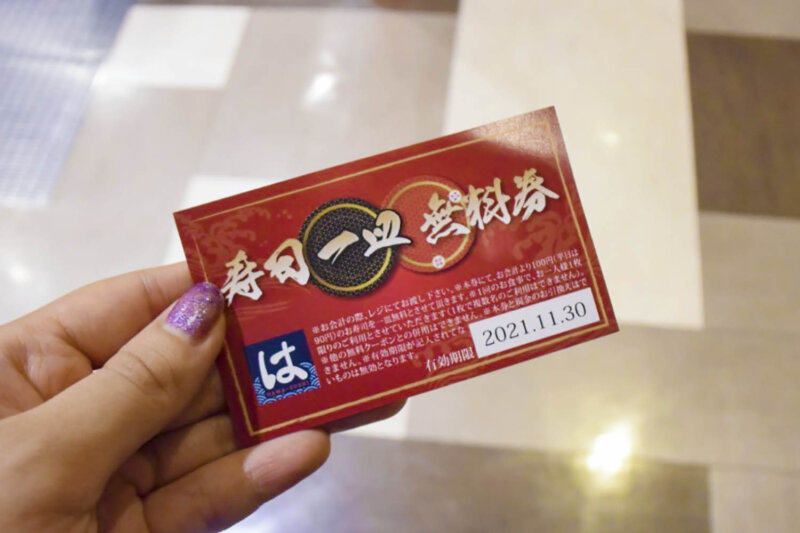 寿司一皿 無料券
※お会計の際、レジにてお渡し下さい。※本券にて、お会計より100円(平日は
90円)のお寿司を一皿無料とさせて頂きます。※1回のお食事で、お一人様1枚
限りのご利用とさせていただきます(1枚で複数名のご利用はできません)。
※他の無料クーポンとの併用はできません。※本券と現金のお引換えはで
きません。※有効期限が記入されてな
いものは無効となります。
有効期限 2021.11.30
は
HAMA-SUSHI